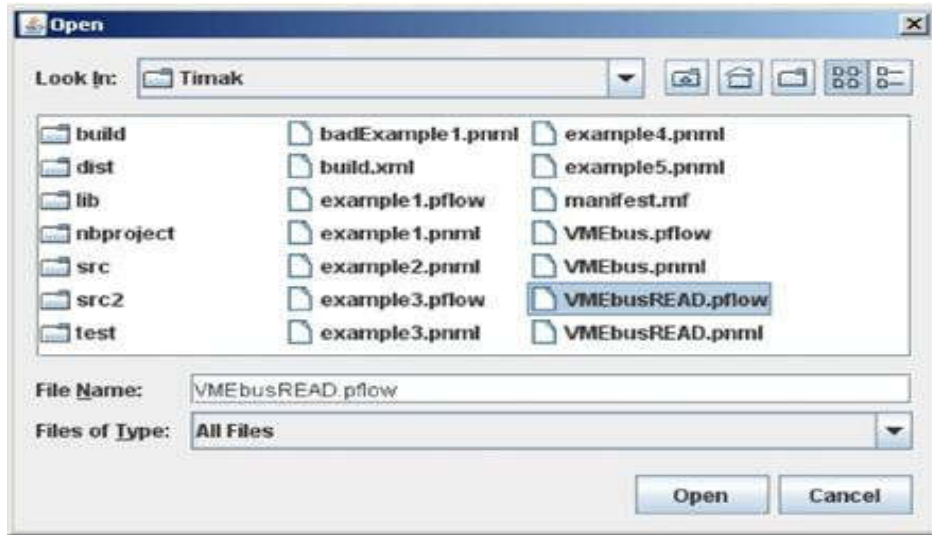 Open
Look In: Timak
build badExample1.pnml example4.pnml
dist build.xml example5.pnml
lib example1.pflow manifest.mf
nbproject example1.pnml VMEbus.pflow
src example2.pnml VMEbus.pnml
src2 example3.pflow VMEbusREAD.pflow
test example3.pnml VMEbusREAD.pnml
File Name: VMEbusREAD.pflow
Files of Type: All Files
Open Cancel